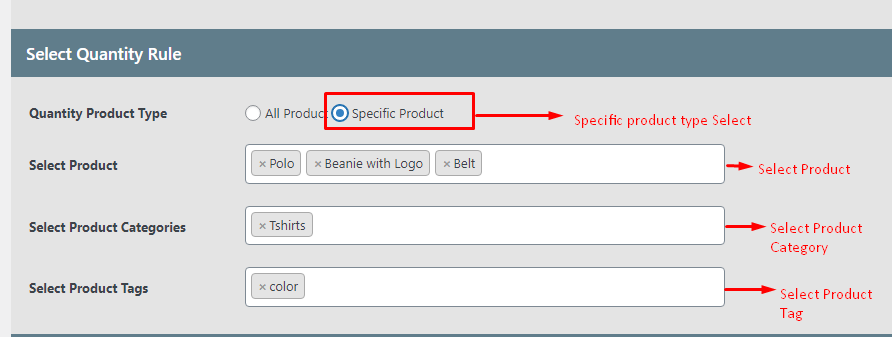 Select Quantity Rule
Quantity Product Type All Product Specific Product Specific product type Select
Select Product × Polo × Beanie with Logo × Belt Select Product
Select Product Categories × Tshirts Select Product
Category
Select Product Tags × color Select Product
Tag